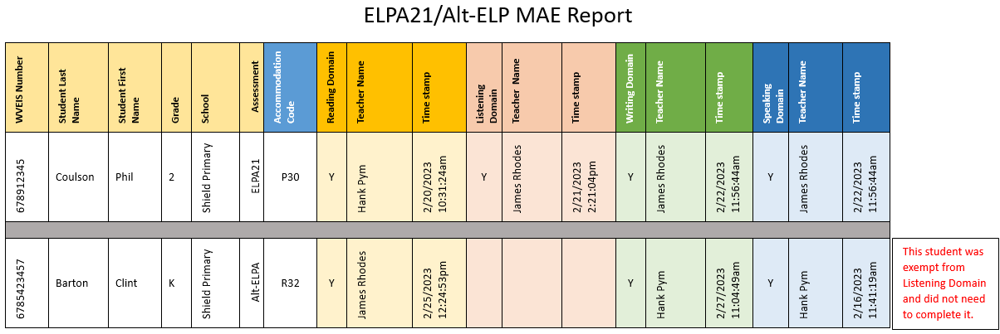 ELPA21/Alt-ELP MAE Report
WVEIS Number
Student Last
Name
Student First
Name
Grade
School
Assessment
Accommodation
Code
Reading Domain
Teacher Name
Time stamp
Listening
Domain
Teacher Name
Time stamp
Writing Domain
Teacher Name
Time stamp
Speaking
Domain
Teacher Name
Time stamp
678912345
Coulson
Phil
2
Shield Primary
ELPA21
P30
Y
Hank Pym
2/20/2023
10:31:24am
Y
James Rhodes
2/21/2023
2:21:04pm
Y
James Rhodes
2/22/2023
11:56:44am
Y
James Rhodes
2/22/2023
11:56:44am
6785423457
Barton
Clint
K
Shield Primary
Alt-ELPA
R32
Y
James Rhodes
2/25/2023
12:24:53pm
Y
Hank Pym
2/27/2023
11:04:49am
Y
Hank Pym
2/16/2023
11:41:19am
This student was
exempt from
Listening Domain
and did not need
to complete it.